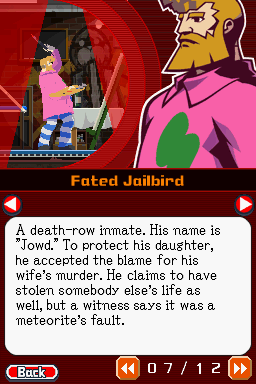 Fated Jailbird
A death-row inmate. His name is
"Jowd." To protect his daughter,
he accepted the blame for his
wife's murder. He claims to have
stolen somebody else's life as
well, but a witness says it was a
meteorite's fault.
Back
07/12